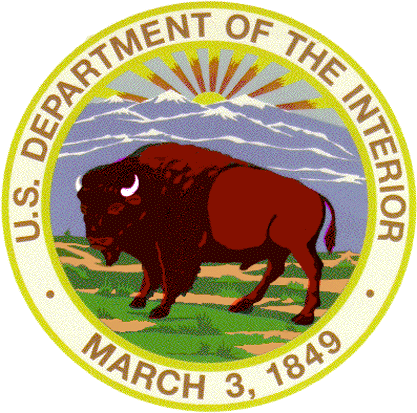 U.S. DEPARTMENT OF THE INTERIOR
MARCH 3, 1849